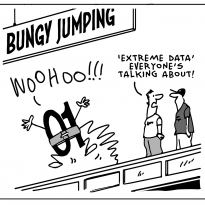 BUNGY JUMPING
WOOHOO!!!
'EXTREME DATA'
EVERYONE'S
TALKING ABOUT!
01